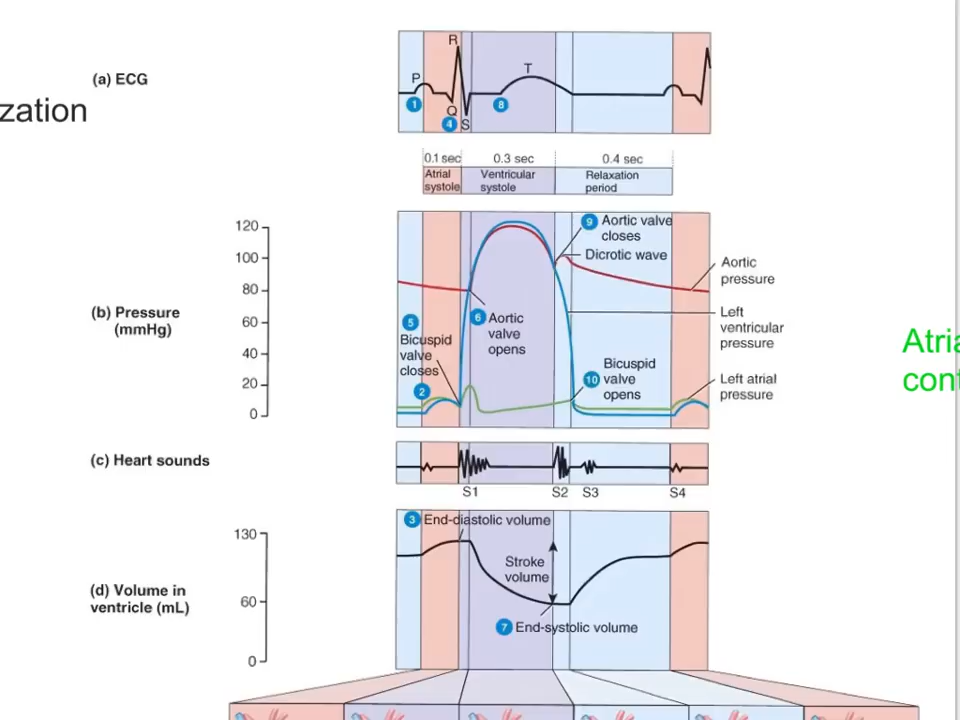 (a) ECG
zation
R
P
T
1
Q
8
4
S
0.1 sec
0.3 sec
0.4 sec
Atrial
systole
Ventricular
systole
Relaxation
period
120
100
80
60
40
20
0
(b) Pressure
(mmHg)
9 Aortic valve
closes
Dicrotic wave
Aortic
pressure
6 Aortic
valve
opens
Left
ventricular
pressure
5
Bicuspid
valve
closes
2
Bicuspid
10 valve
opens
Left atrial
pressure
Atria
cont
(c) Heart sounds
S1
S2
S3
S4
130
60
0
(d) Volume in
ventricle (mL)
3 End-diastolic volume
Stroke
volume
7 End-systolic volume